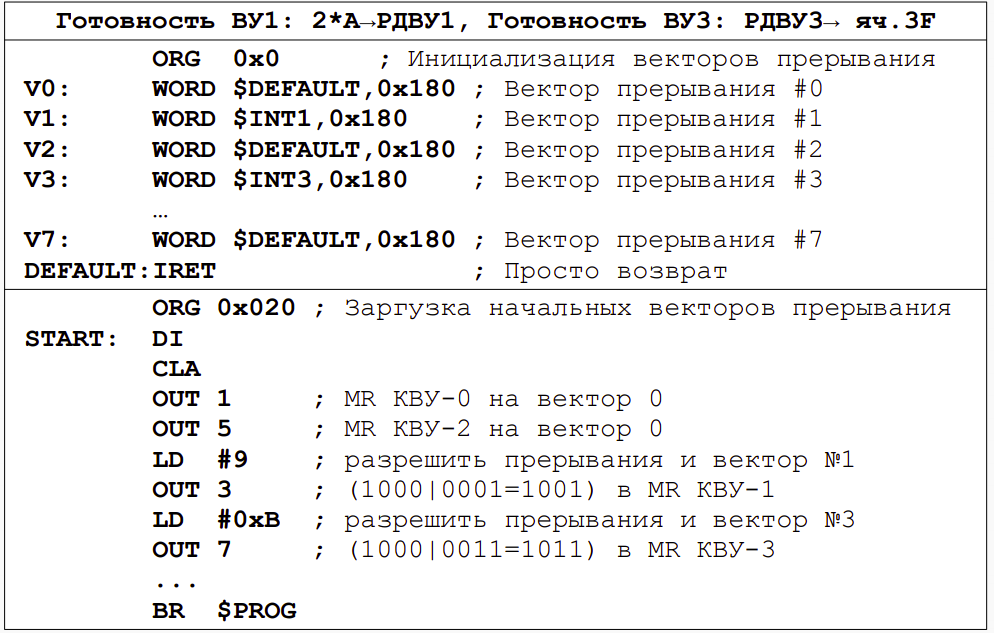 Готовность ВУ1: 2*A→РДВУ1, Готовность ВУ3: РДВУ3→ яч.3F
ORG 0x0 ; Инициализация векторов прерывания
V0: WORD $DEFAULT,0x180 ; Вектор прерывания #0
V1: WORD $INT1,0x180 ; Вектор прерывания #1
V2: WORD $DEFAULT,0x180 ; Вектор прерывания #2
V3: WORD $INT3,0x180 ; Вектор прерывания #3
…
V7: WORD $DEFAULT,0x180 ; Вектор прерывания #7
DEFAULT:IRET ; Просто возврат
ORG 0x020 ; Заргузка начальных векторов прерывания
START: DI
CLA
OUT 1 ; MR КВУ-0 на вектор 0
OUT 5 ; MR КВУ-2 на вектор 0
LD #9 ; разрешить прерывания и вектор №1
OUT 3 ; (1000|0001=1001) в MR КВУ-1
LD #0xB ; разрешить прерывания и вектор №3
OUT 7 ; (1000|0011=1011) в MR КВУ-3
...
BR $PROG